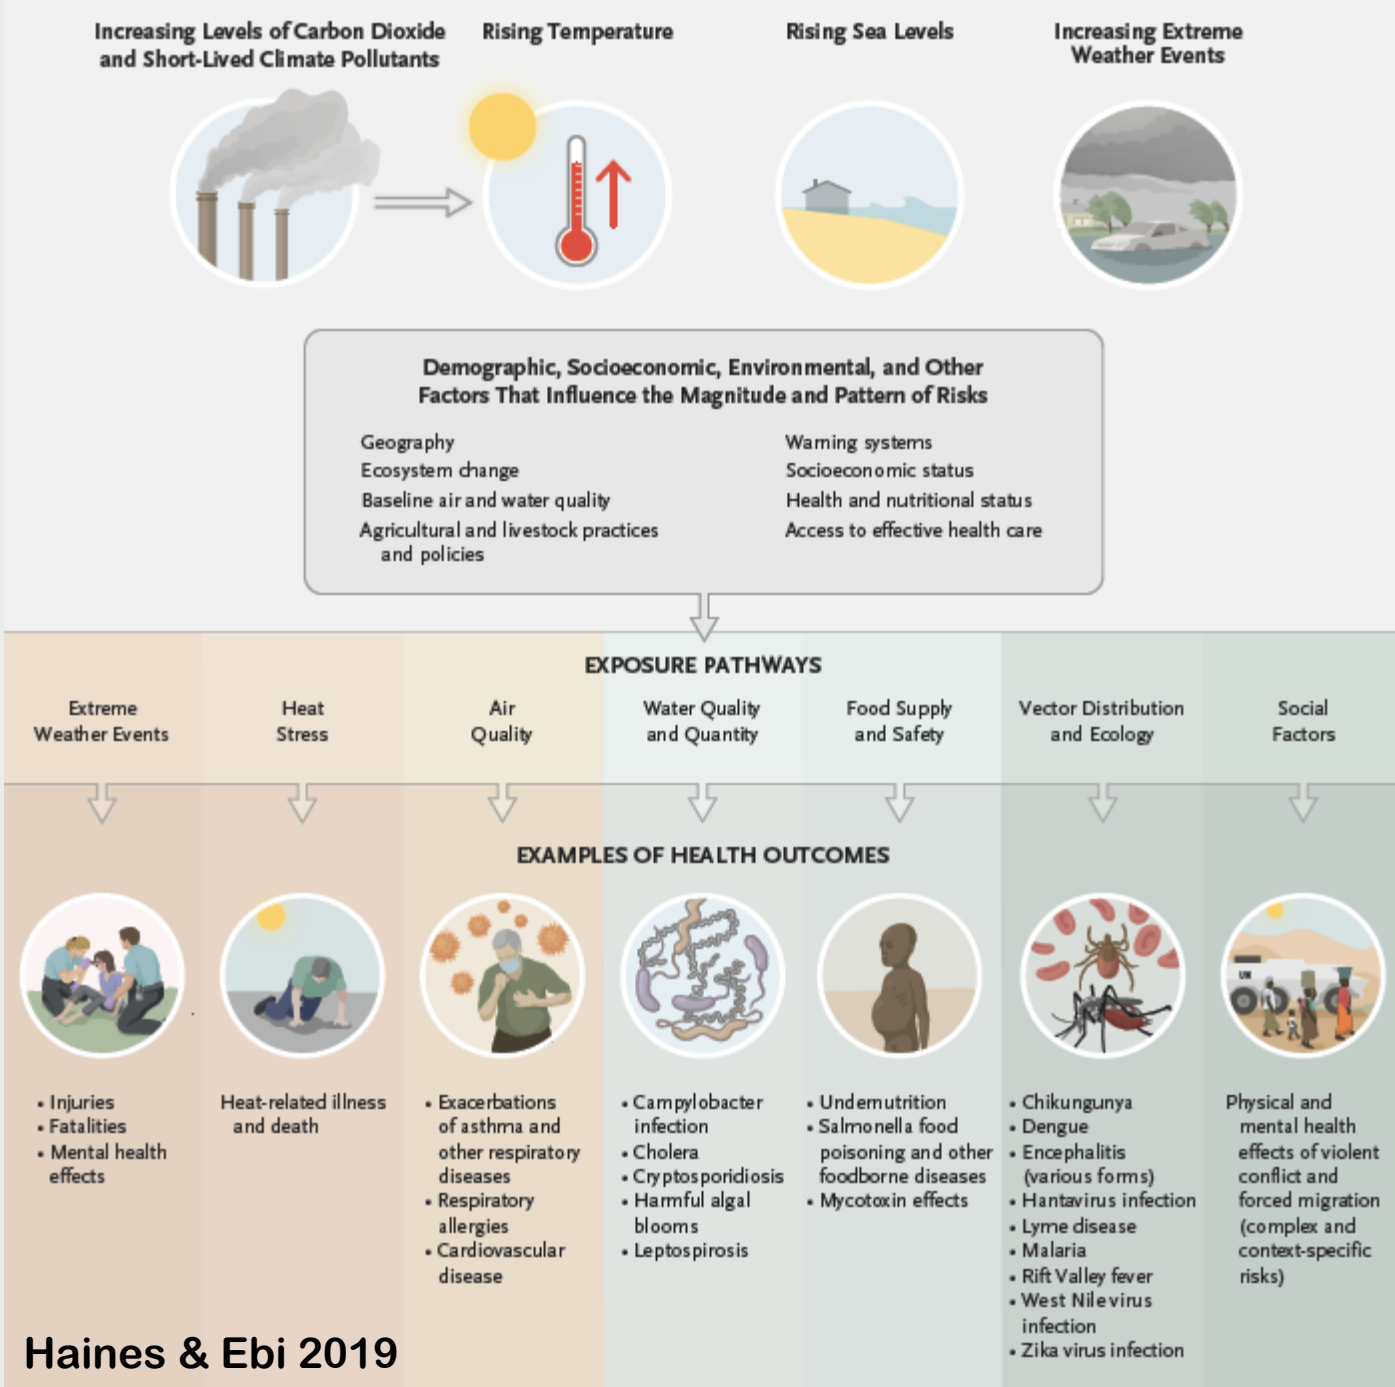 Increasing Levels of Carbon Dioxide
and Short-Lived Climate Pollutants
Rising Temperature
Rising Sea Levels
Increasing Extreme
Weather Events
Demographic, Socioeconomic, Environmental, and Other
Factors That Influence the Magnitude and Pattern of Risks
Geography
Ecosystem change
Baseline air and water quality
Agricultural and livestock practices
and policies
Warning systems
Socioeconomic status
Health and nutritional status
Access to effective health care
EXPOSURE PATHWAYS
Extreme
Weather Events
Heat
Stress
Air
Quality
Water Quality
and Quantity
Food Supply
and Safety
Vector Distribution
and Ecology
Social
Factors
EXAMPLES OF HEALTH OUTCOMES
UN
• Injuries
• Fatalities
• Mental health
effects
Heat-related illness
and death
• Exacerbations
of asthma and
other respiratory
diseases
• Respiratory
allergies
• Cardiovascular
disease
• Campylobacter
infection
• Cholera
• Cryptosporidiosis
• Harmful algal
blooms
• Leptospirosis
• Undernutrition
• Salmonella food
poisoning and other
foodborne diseases
• Mycotoxin effects
• Chikungunya
• Dengue
• Encephalitis
(various forms)
• Hantavirus infection
• Lyme disease
• Malaria
• Rift Valley fever
• West Nile virus
infection
• Zika virus infection
Physical and
mental health
effects of violent
conflict and
forced migration
(complex and
context-specific
risks)
Haines & Ebi 2019